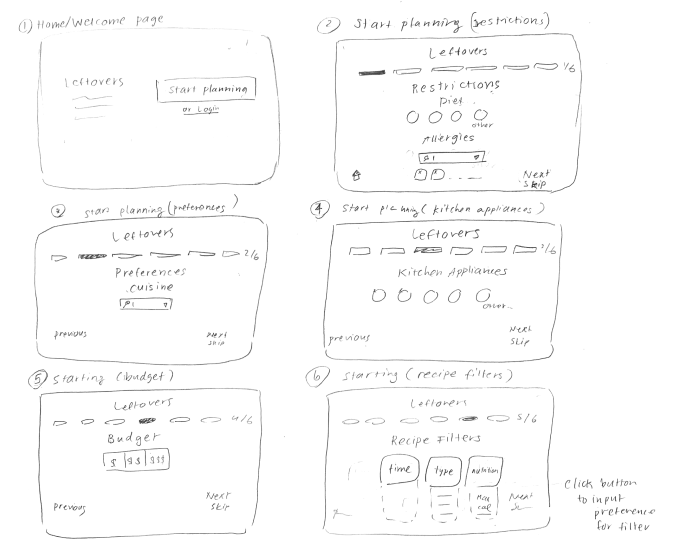 ① Home/Welcome page
Leftovers
Start planning
or Login
② Start planning (restrictions)
Leftovers
1/6
Restrictions
Diet
other
Allergies
Next
Skip
③ start planning (preferences)
Leftovers
2/6
Preferences
cuisine
previous
Next
Skip
④ Start planning (kitchen appliances)
Leftovers
3/6
Kitchen Appliances
other..
previous
Next
Skip
⑤ Starting (budget)
Leftovers
4/6
Budget
$ $$ $$$
previous
Next
Skip
⑥ Starting (recipe filters)
Leftovers
5/6
Recipe Filters
time type nutrition
Max
cal
Next
Click button
to input
preference
for filter